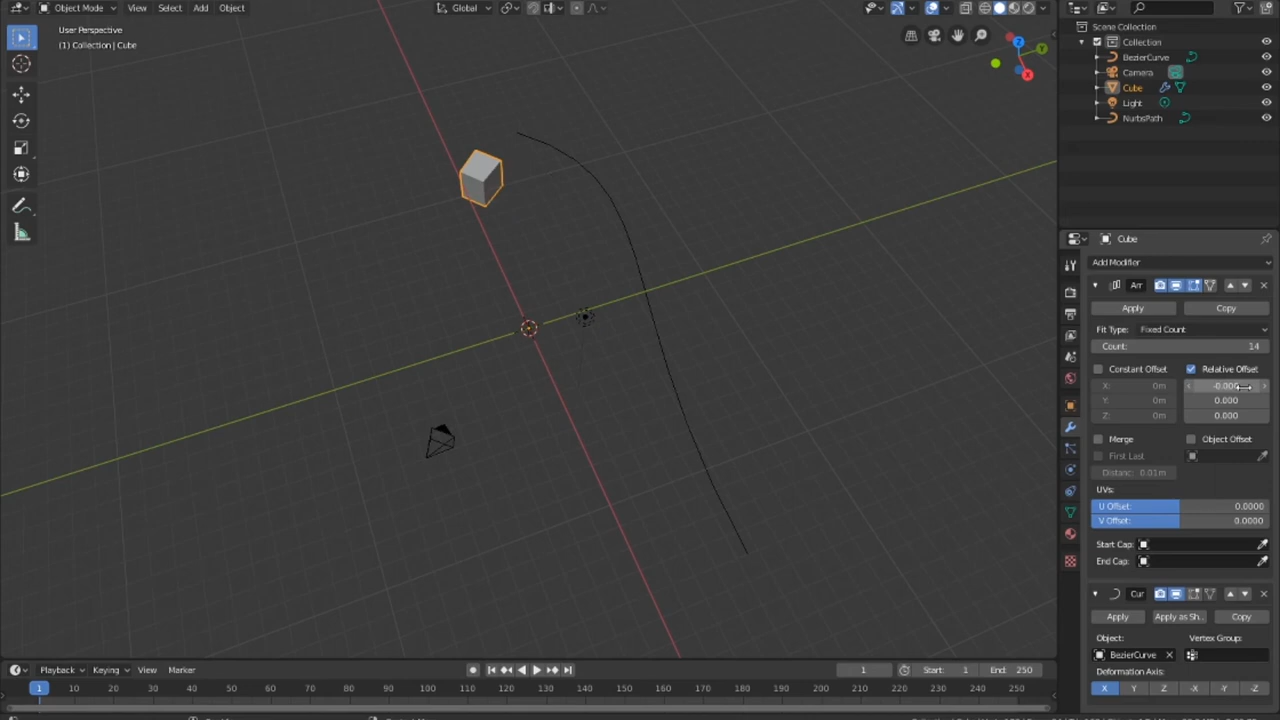 Object Mode View Select Add Object Global
User Perspective
(1) Collection | Cube
Z
Y
X
Scene Collection
Collection
BezierCurve
Camera
Cube
Light
NurbsPath
Cube
Add Modifier
Arr
Apply Copy
Fit Type: Fixed Count
Count: 14
Constant Offset Relative Offset
X: 0m -0.000
Y: 0m 0.000
Z: 0m 0.000
Merge Object Offset
First Last
Distanc: 0.01m
UVs:
U Offset: 0.0000
V Offset: 0.0000
Start Cap:
End Cap:
Cur
Apply Apply as Sh.. Copy
Object: Vertex Group:
BezierCurve
Deformation Axis:
X Y Z -X -Y -Z
Playback Keying View Marker 1 Start: 1 End: 250
1 10 20 30 40 50 60 70 80 90 100 110 120 130 140 150 160 170 180 190 200 210 220 230 240 250